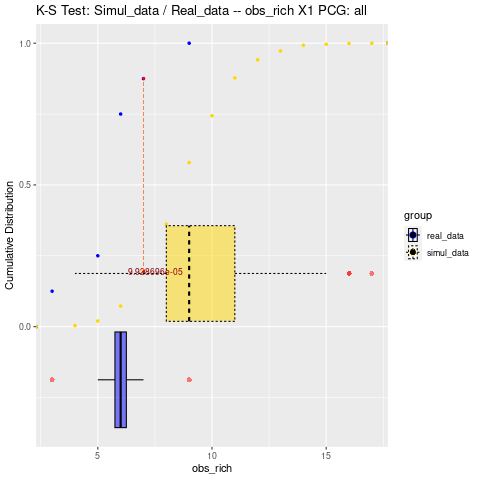 K-S Test: Simul_data / Real_data -- obs_rich X1 PCG: all
Cumulative Distribution
1.0
0.5
0.0
9.928696e-05
5
10
15
obs_rich
group
real_data
simul_data